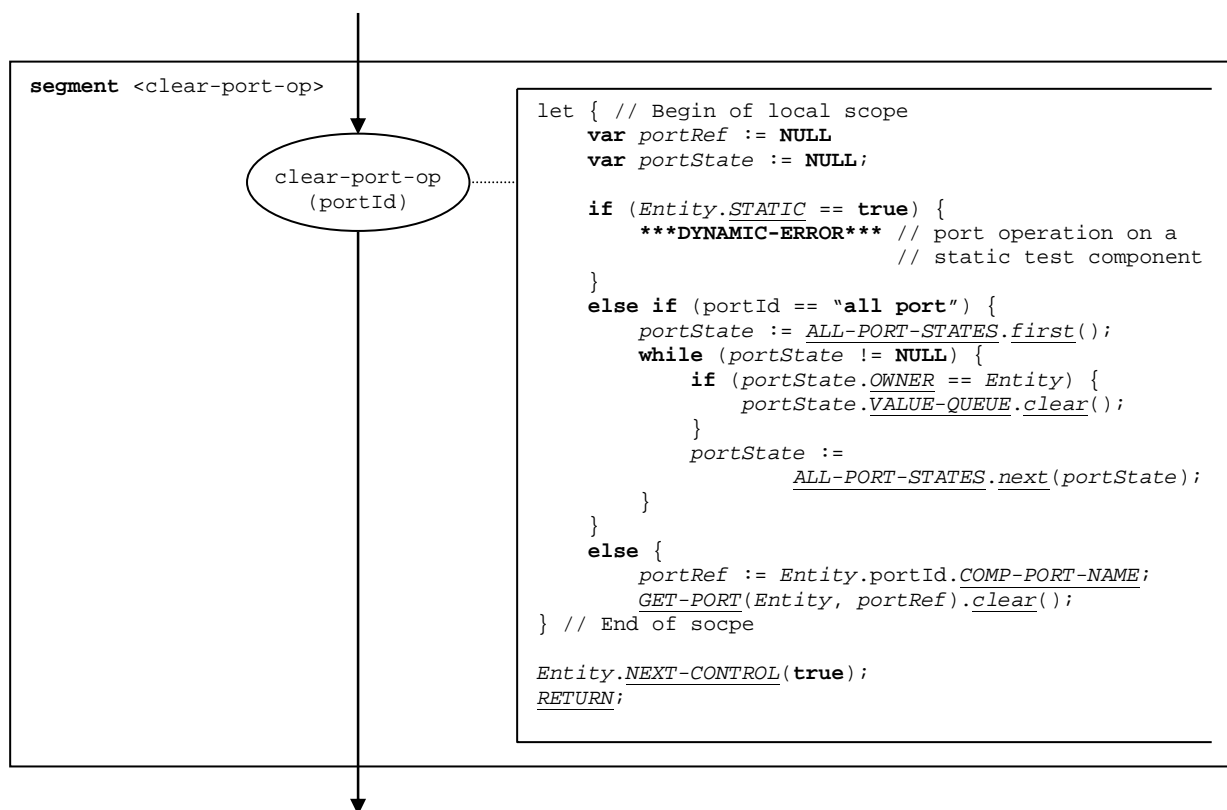 segment <clear-port-op>
clear-port-op
(portId)
let { // Begin of local scope
var portRef := NULL
var portState := NULL;
if (Entity.STATIC == true) {
***DYNAMIC-ERROR*** // port operation on a
// static test component
}
else if (portId == “all port”) {
portState := ALL-PORT-STATES.first();
while (portState != NULL) {
if (portState.OWNER == Entity) {
portState.VALUE-QUEUE.clear();
}
portState :=
ALL-PORT-STATES.next(portState);
}
}
else {
portRef := Entity.portId.COMP-PORT-NAME;
GET-PORT(Entity, portRef).clear();
} // End of socpe
Entity.NEXT-CONTROL(true);
RETURN;